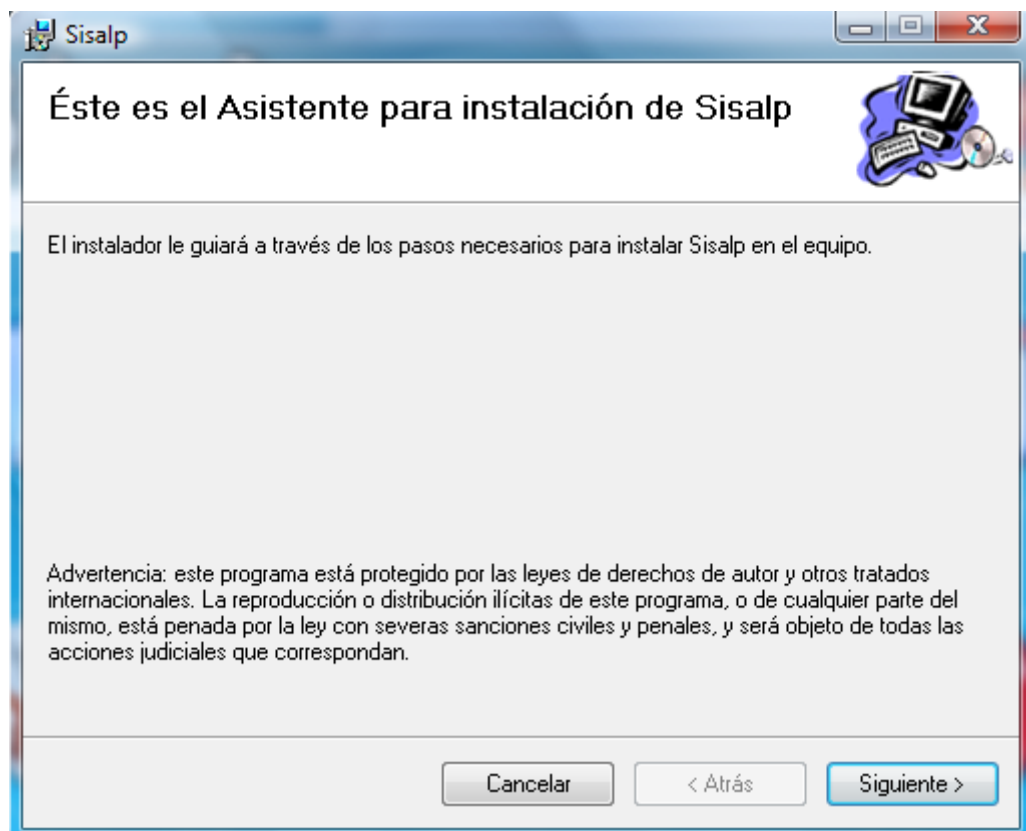 Sisalp
Éste es el Asistente para instalación de Sisalp
El instalador le guiará a través de los pasos necesarios para instalar Sisalp en el equipo.
Advertencia: este programa está protegido por las leyes de derechos de autor y otros tratados
internacionales. La reproducción o distribución ilícitas de este programa, o de cualquier parte del
mismo, está penada por la ley con severas sanciones civiles y penales, y será objeto de todas las
acciones judiciales que correspondan.
Cancelar
< Atrás
Siguiente >